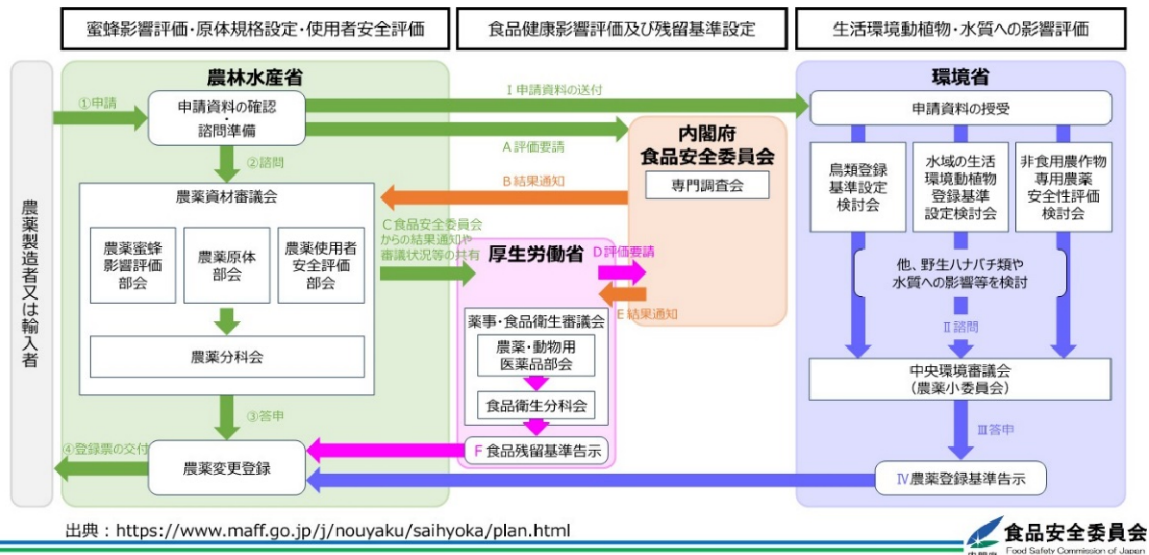 蜜蜂影響評価・原体規格設定・使用者安全評価
食品健康影響評価及び残留基準設定
生活環境動植物・水質への影響評価
農薬製造者又は輸入者
農林水産省
①申請
申請資料の確認
・
諮問準備
②諮問
農薬資材審議会
農薬蜜蜂
影響評価
部会
農薬原体
部会
農薬使用者
安全評価
部会
農薬分科会
③答申
④登録票の交付
農薬変更登録
Ⅰ申請資料の送付
A評価要請
B結果通知
C食品安全委員会
からの結果通知や
審議状況等の共有
内閣府
食品安全委員会
専門調査会
厚生労働省
D評価要請
E結果通知
薬事・食品衛生審議会
農薬・動物用
医薬品部会
食品衛生分科会
F食品残留基準告示
環境省
申請資料の授受
鳥類登録
基準設定
検討会
水域の生活
環境動植物
登録基準
設定検討会
非食用農作物
専用農薬
安全性評価
検討会
他、野生ハナバチ類や
水質への影響等を検討
Ⅱ諮問
中央環境審議会
(農薬小委員会)
Ⅲ答申
Ⅳ農薬登録基準告示
出典：https://www.maff.go.jp/j/nouyaku/saihyoka/plan.html
内閣府
食品安全委員会
Food Safety Commission of Japan